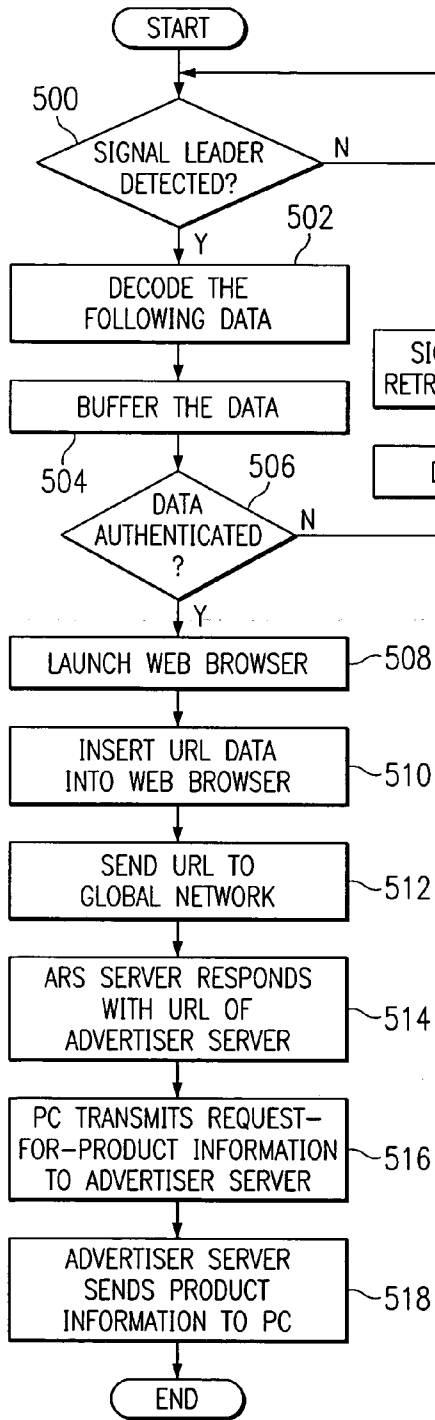 START
500
SIGNAL LEADER
DETECTED?
N
Y
502
DECODE THE
FOLLOWING DATA
BUFFER THE DATA
504
506
DATA
AUTHENTICATED
?
N
Y
LAUNCH WEB BROWSER
508
INSERT URL DATA
INTO WEB BROWSER
510
SEND URL TO
GLOBAL NETWORK
512
ARS SERVER RESPONDS
WITH URL OF
ADVERTISER SERVER
514
PC TRANSMITS REQUEST-
FOR-PRODUCT INFORMATION
TO ADVERTISER SERVER
516
ADVERTISER SERVER
SENDS PRODUCT
INFORMATION TO PC
518
END